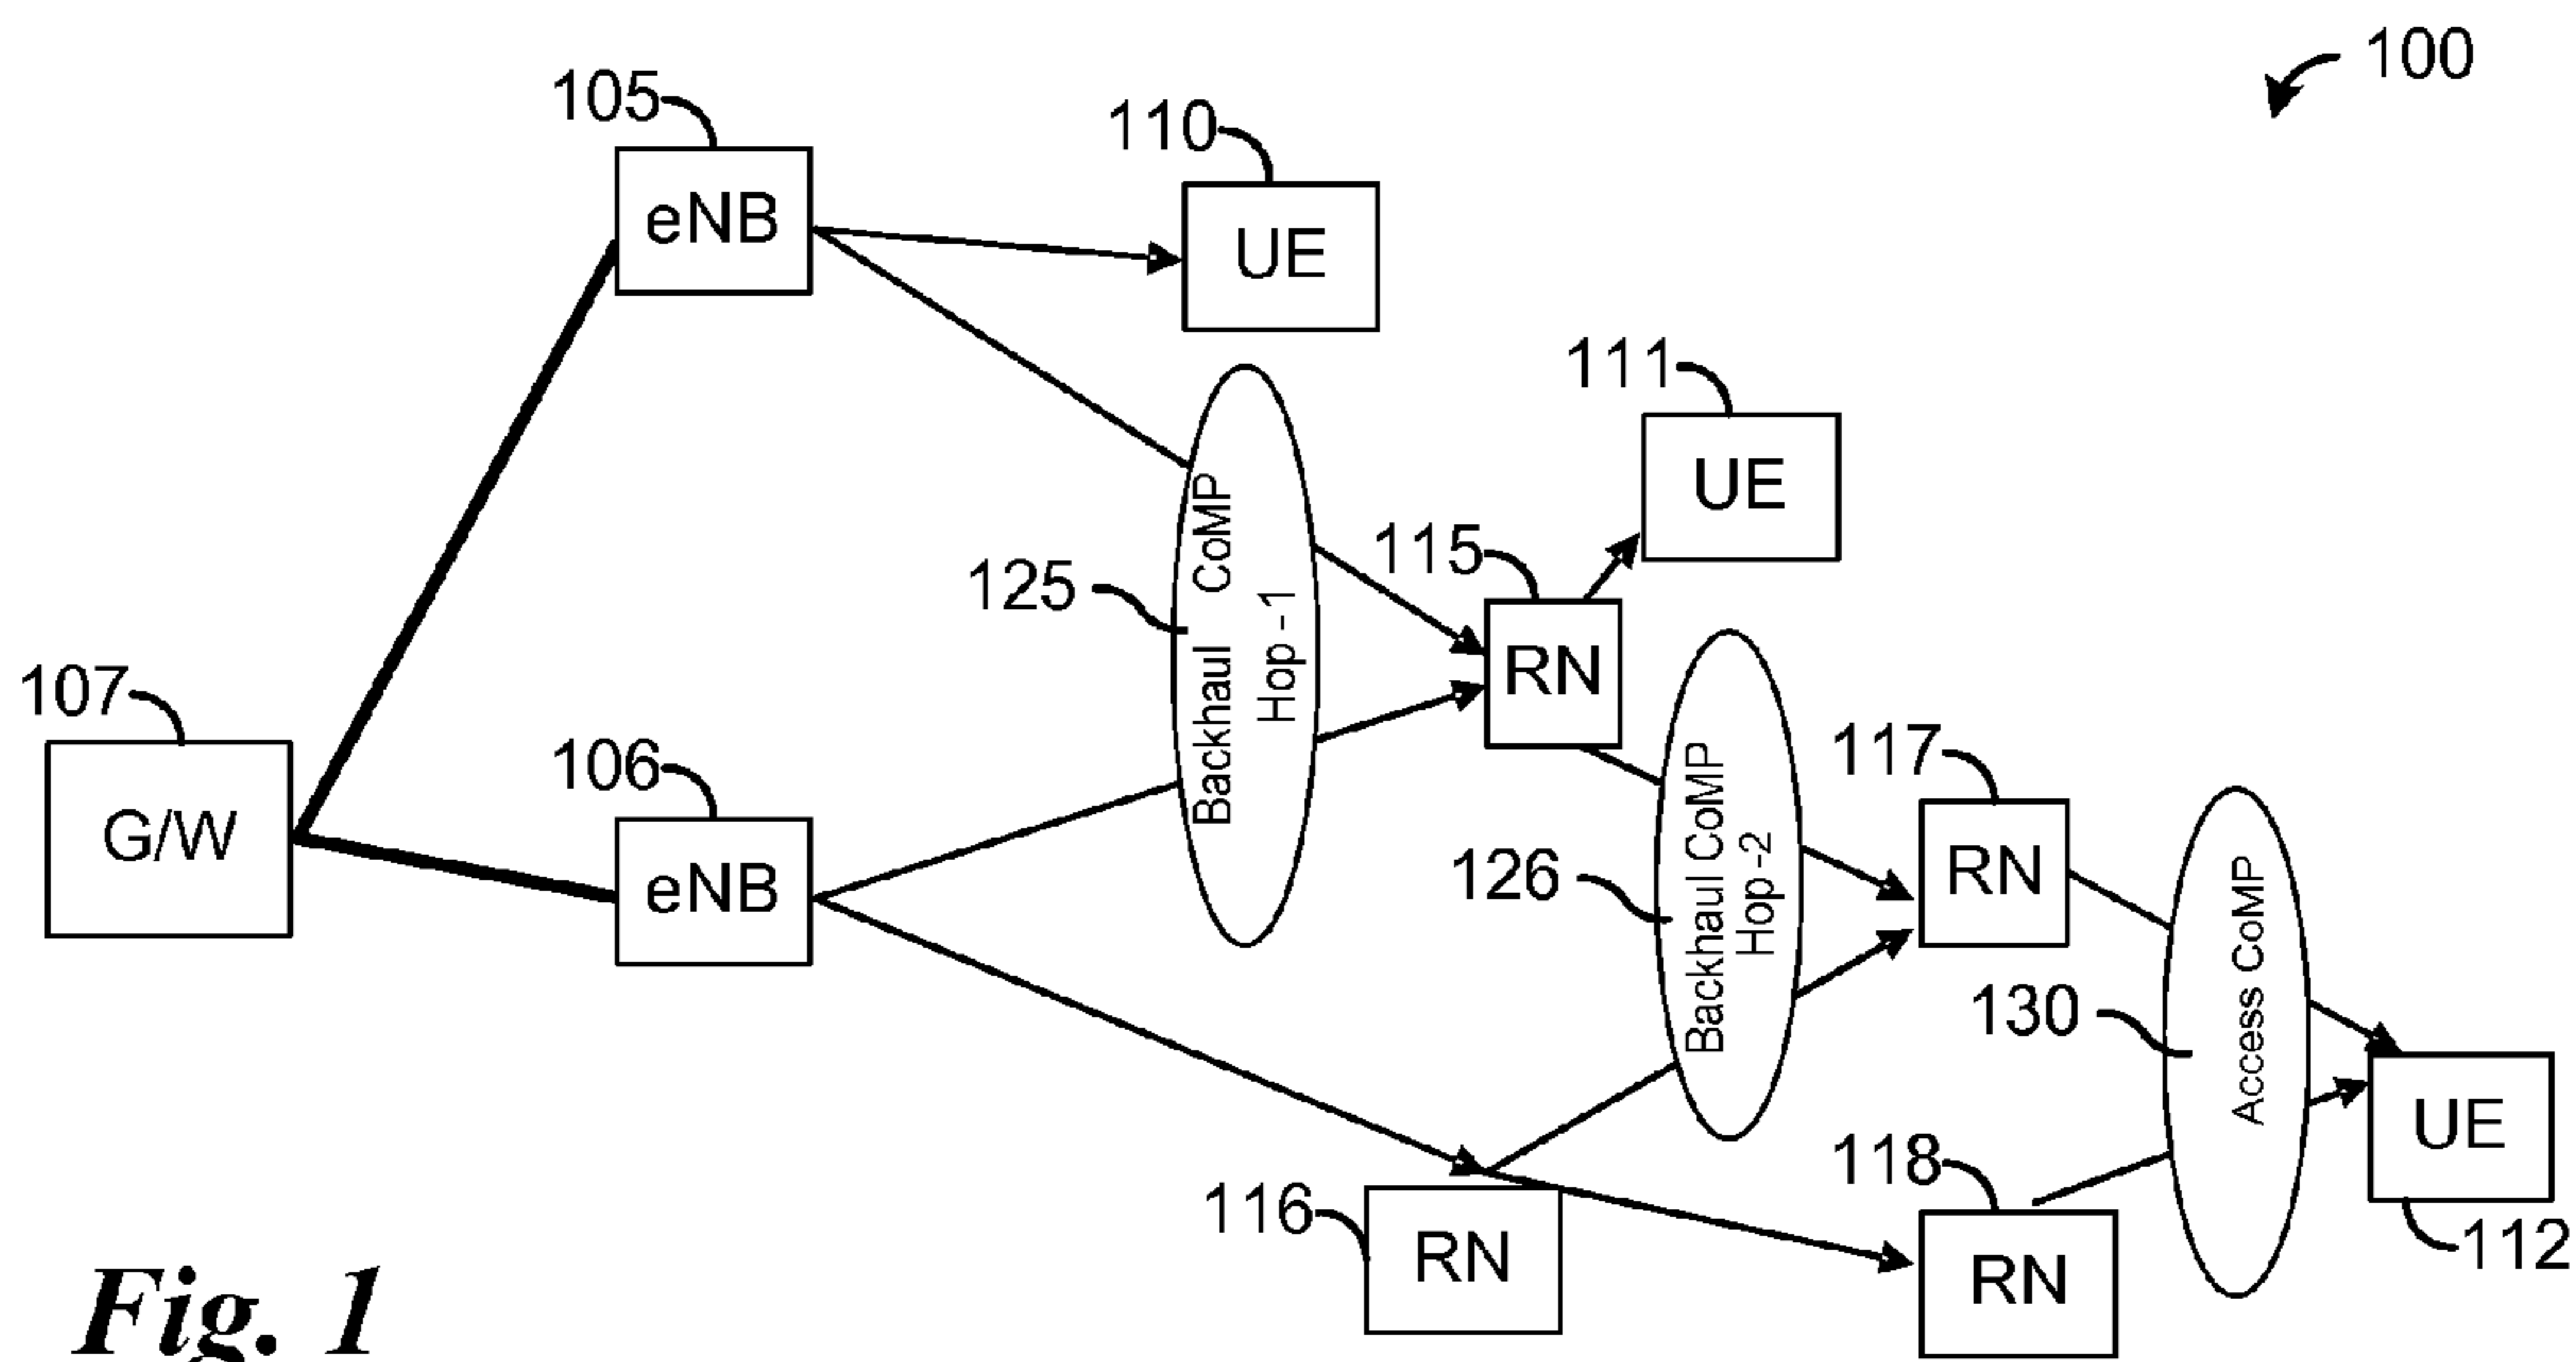 100
105
eNB
110
UE
111
UE
125
Backhaul CoMP
Hop -1
115
RN
107
G/W
106
eNB
126
Backhaul CoMP
Hop -2
117
RN
130
Access CoMP
116
RN
118
RN
UE
112
Fig. 1